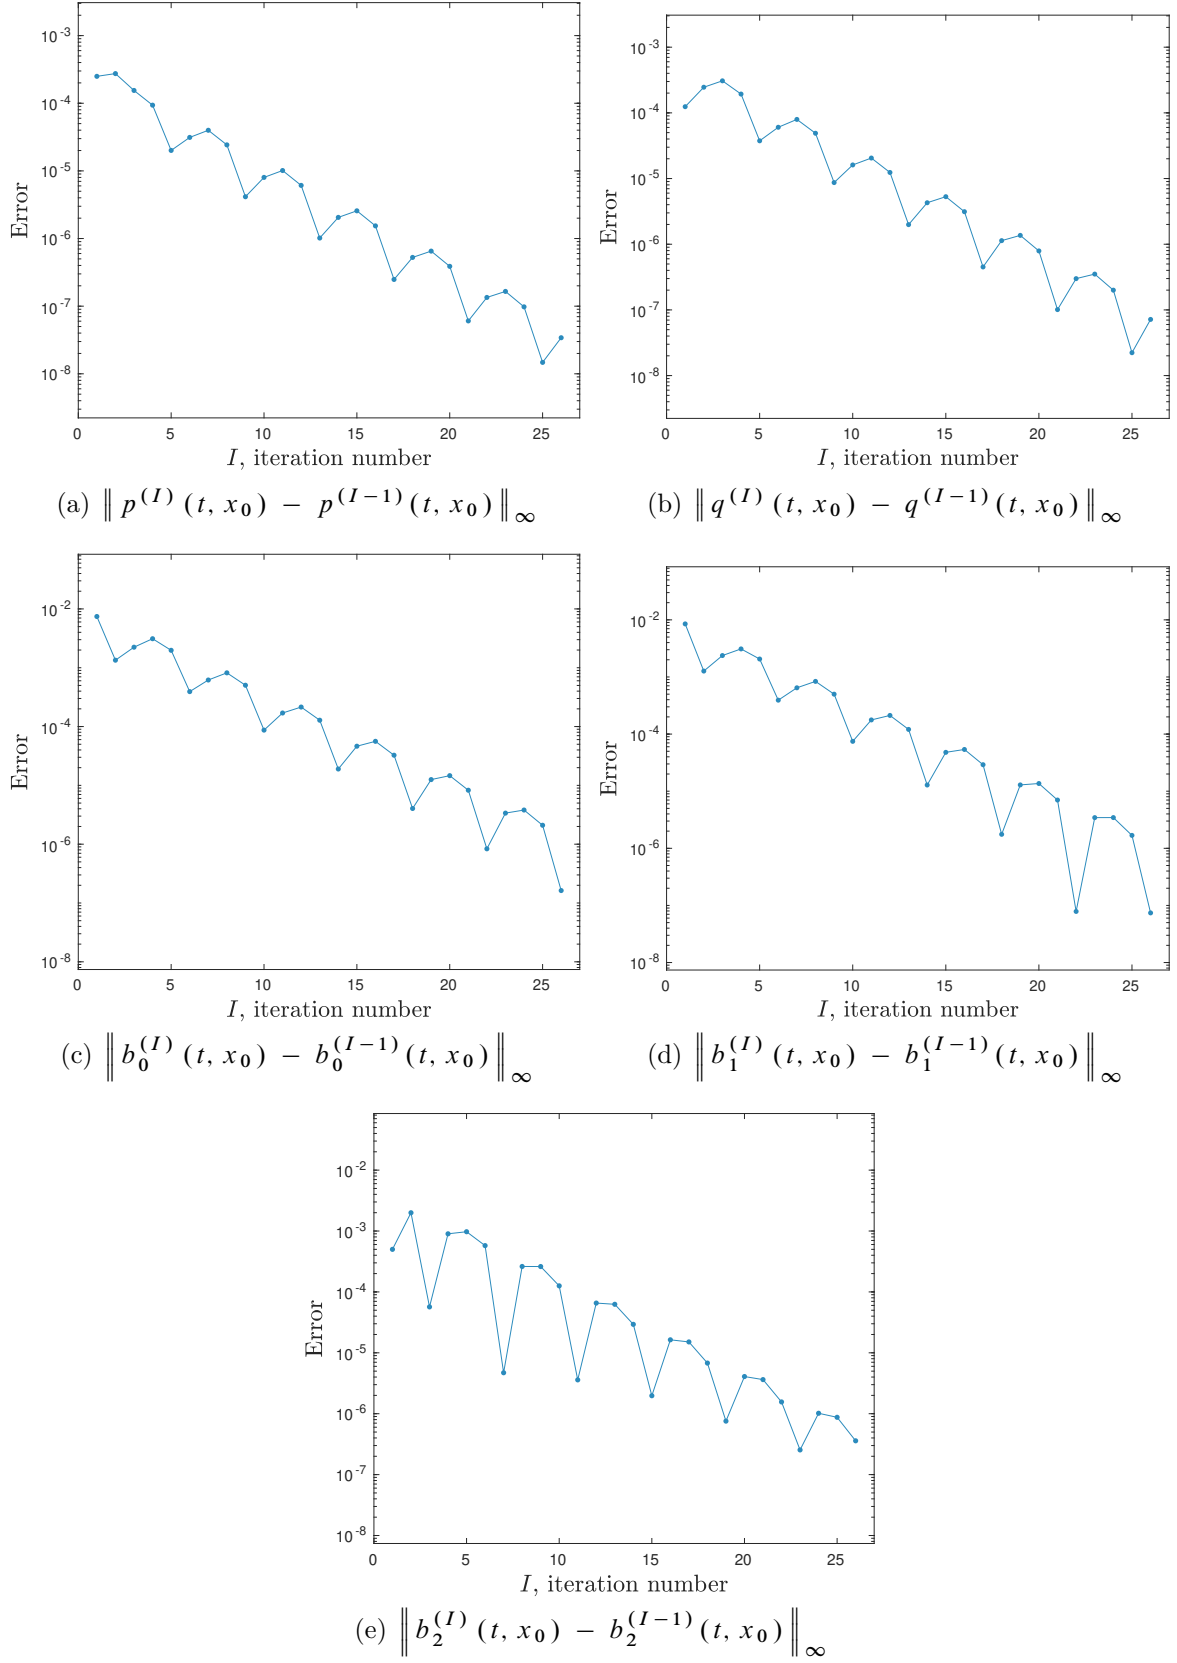 10^-3
10^-4
10^-5
10^-6
10^-7
10^-8
Error
0 5 10 15 20 25
I, iteration number
(a) ‖ p^(I) (t, x_0) − p^(I−1) (t, x_0) ‖_∞
10^-3
10^-4
10^-5
10^-6
10^-7
10^-8
Error
0 5 10 15 20 25
I, iteration number
(b) ‖ q^(I) (t, x_0) − q^(I−1) (t, x_0) ‖_∞
10^-2
10^-4
10^-6
10^-8
Error
0 5 10 15 20 25
I, iteration number
(c) ‖ b_0^(I) (t, x_0) − b_0^(I−1) (t, x_0) ‖_∞
10^-2
10^-4
10^-6
10^-8
Error
0 5 10 15 20 25
I, iteration number
(d) ‖ b_1^(I) (t, x_0) − b_1^(I−1) (t, x_0) ‖_∞
10^-2
10^-3
10^-4
10^-5
10^-6
10^-7
10^-8
Error
0 5 10 15 20 25
I, iteration number
(e) ‖ b_2^(I) (t, x_0) − b_2^(I−1) (t, x_0) ‖_∞